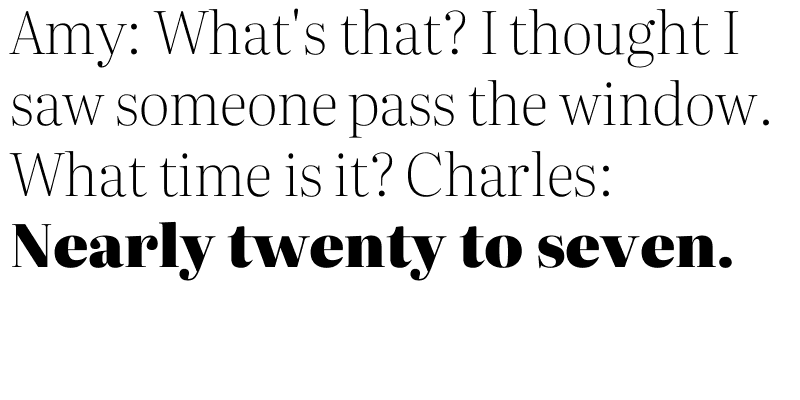 Amy: What's that? I thought I
saw someone pass the window.
What time is it? Charles:
Nearly twenty to seven.